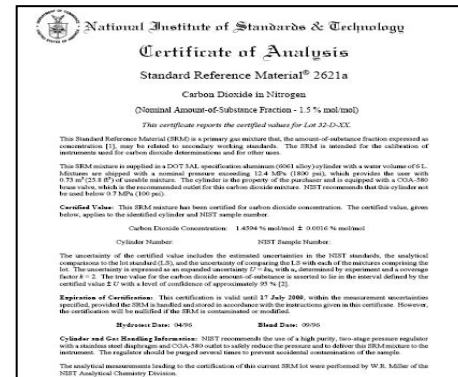 National Institute of Standards & Technology
Certificate of Analysis
Standard Reference Material® 2621a
Carbon Dioxide in Nitrogen
(Nominal Amount-of-Substance Fraction - 1.5 % mol/mol)
This certificate reports the certified values for Lot 32-D-XX.
This Standard Reference Material (SRM) is a primary gas mixture that, the amount-of-substance fraction expressed as
concentration [1], may be related to secondary working standards. The SRM is intended for the calibration of
instruments used for carbon dioxide determinations and for other uses.
This SRM mixture is supplied in a DOT 3AL specification aluminum (6061 alloy) cylinder with a water volume of 6 L.
Mixtures are shipped with a nominal pressure exceeding 12.4 MPa (1800 psi), which provides the user with
0.73 m³ (25.8 ft³) of useable mixture. The cylinder is the property of the purchaser and is equipped with a CGA-580
brass valve, which is the recommended outlet for this carbon dioxide mixture. NIST recommends that this cylinder not
be used below 0.7 MPa (100 psi).
Certified Value: This SRM mixture has been certified for carbon dioxide concentration. The certified value, given
below, applies to the identified cylinder and NIST sample number.
Carbon Dioxide Concentration: 1.4594 % mol/mol ± 0.0016 % mol/mol
Cylinder Number: NIST Sample Number:
The uncertainty of the certified value includes the estimated uncertainties in the NIST standards, the analytical
comparisons to the lot standard (LS), and the uncertainty of comparing the LS with each of the mixtures comprising the
lot. The uncertainty is expressed as an expanded uncertainty U = ku, with u, determined by experiment and a coverage
factor k = 2. The true value for the carbon dioxide amount-of-substance is asserted to lie in the interval defined by the
certified value ± U with a level of confidence of approximately 95 % [2].
Expiration of Certification: This certification is valid until 17 July 2008, within the measurement uncertainties
specified, provided the SRM is handled and stored in accordance with the instructions given in this certificate. However,
the certification will be nullified if the SRM is contaminated or modified.
Hydrotest Date: 04/96 Blend Date: 09/96
Cylinder and Gas Handling Information: NIST recommends the use of a high purity, two-stage pressure regulator
with a stainless steel diaphragm and CGA-580 outlet to safely reduce the pressure and to deliver this SRM mixture to the
instrument. The regulator should be purged several times to prevent accidental contamination of the sample.
The analytical measurements leading to the certification of this current SRM lot were performed by W.R. Miller of the
NIST Analytical Chemistry Division.